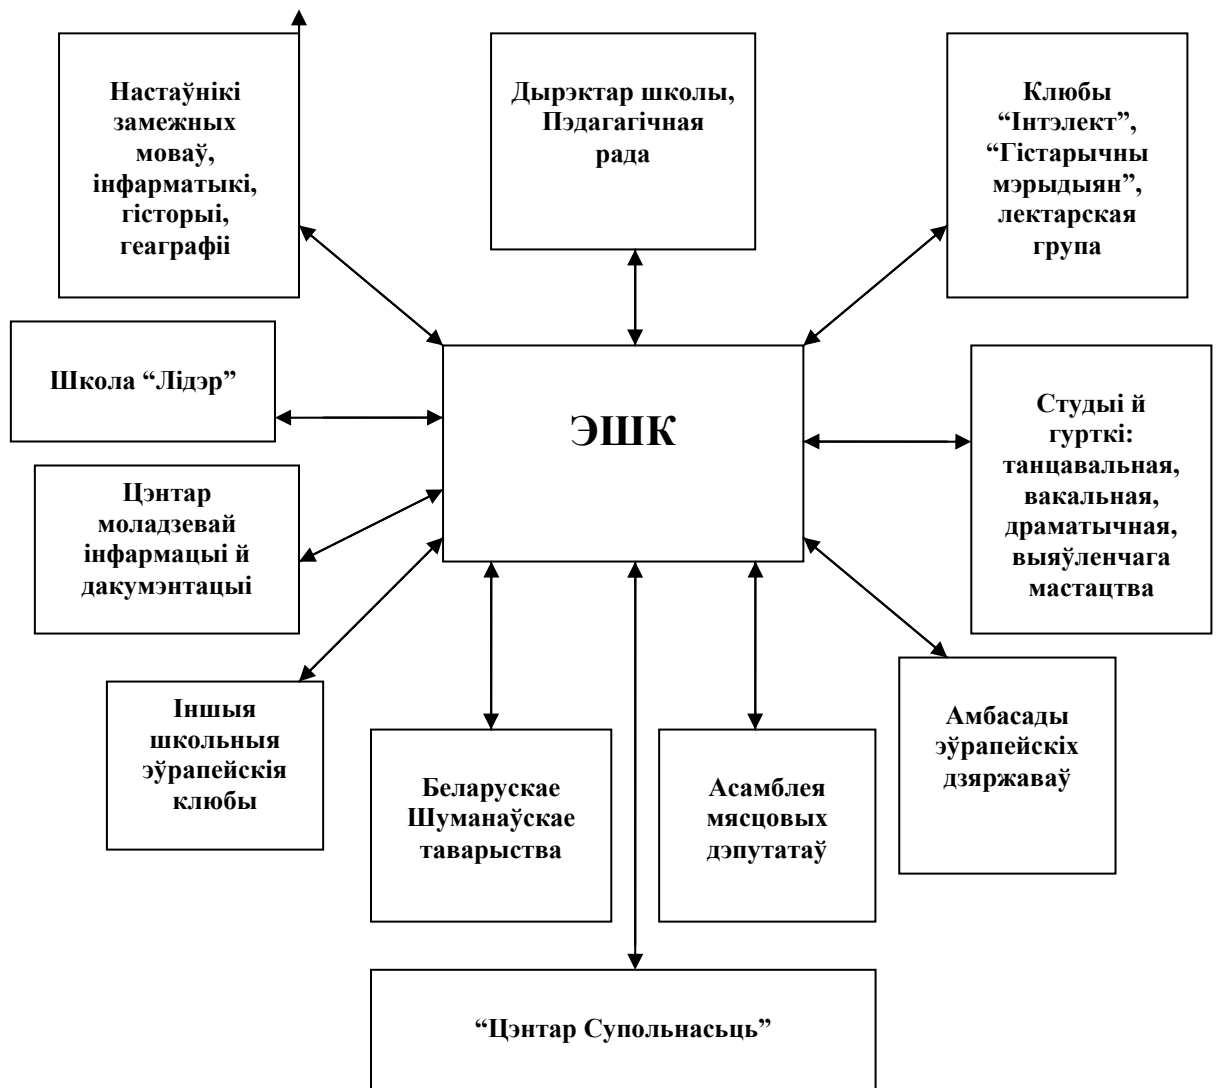 Настаўнікі
замежных
моваў,
інфарматыкі,
гісторыі,
геаграфіі
Дырэктар школы,
Пэдагагічная
рада
Клюбы
“Інтэлект”,
“Гістарычны
мэрыдыян”,
лектарская
група
Школа “Лідэр”
ЭШК
Студыі й
гурткі:
танцавальная,
вакальная,
драматычная,
выяўленчага
мастацтва
Цэнтар
моладзевай
інфармацыі й
дакумэнтацыі
Іншыя
школьныя
эўрапейскія
клюбы
Беларускае
Шуманаўскае
таварыства
Асамблея
мясцовых
дэпутатаў
Амбасады
эўрапейскіх
дзяржаваў
“Цэнтар Супольнасьць”